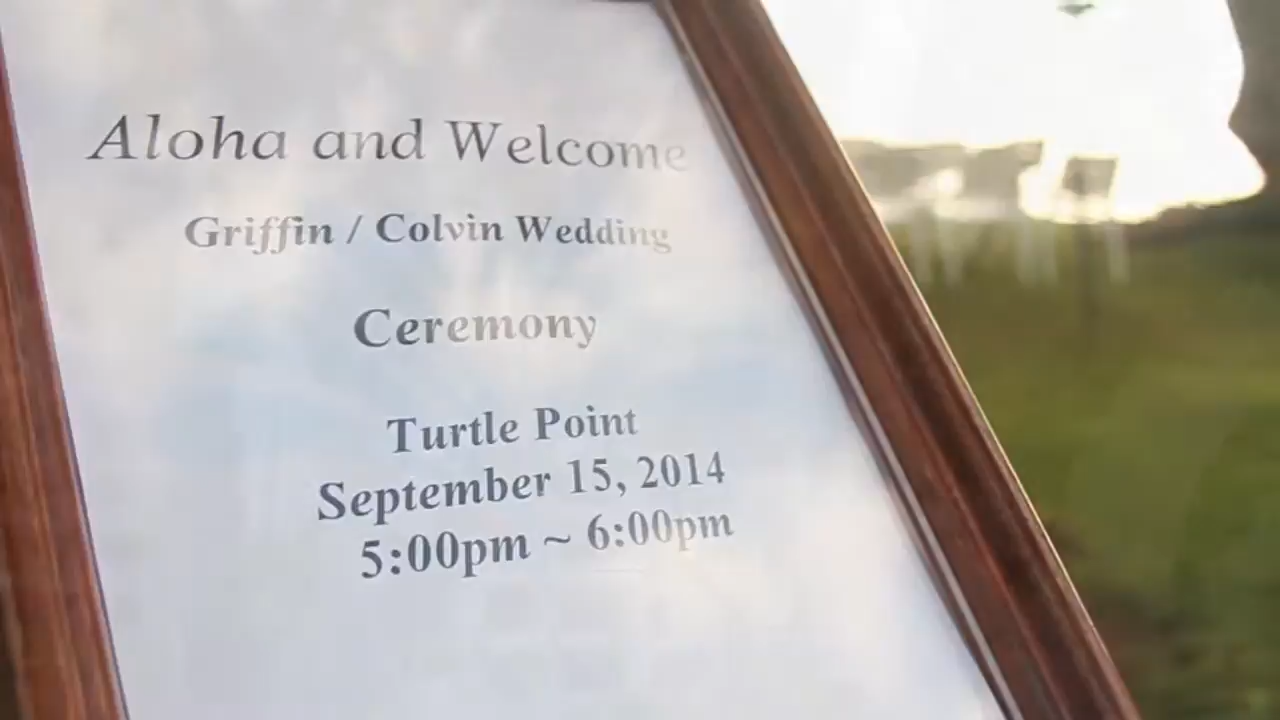 Aloha and Welcome
Griffin / Colvin Wedding
Ceremony
Turtle Point
September 15, 2014
5:00pm ~ 6:00pm